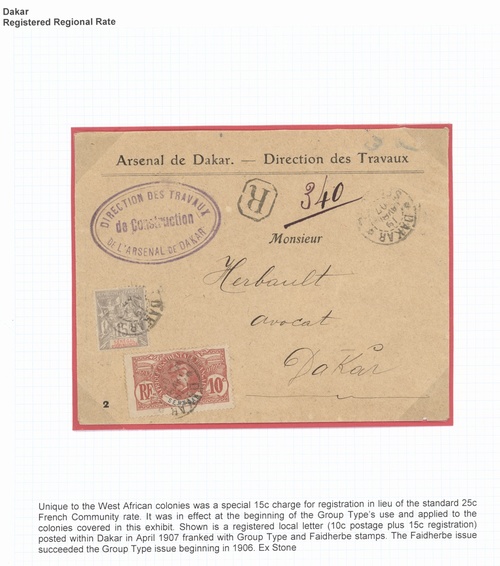 Dakar
Registered Regional Rate
Arsenal de Dakar. — Direction des Travaux
DIRECTION DES TRAVAUX
de Construction
DE L'ARSENAL DE DAKAR
R
340
DAKAR
Monsieur
Herbault
avocat
Dakar
DAKAR
RF
10
2
Unique to the West African colonies was a special 15c charge for registration in lieu of the standard 25c
French Community rate. It was in effect at the beginning of the Group Type's use and applied to the
colonies covered in this exhibit. Shown is a registered local letter (10c postage plus 15c registration)
posted within Dakar in April 1907 franked with Group Type and Faidherbe stamps. The Faidherbe issue
succeeded the Group Type issue beginning in 1906. Ex Stone